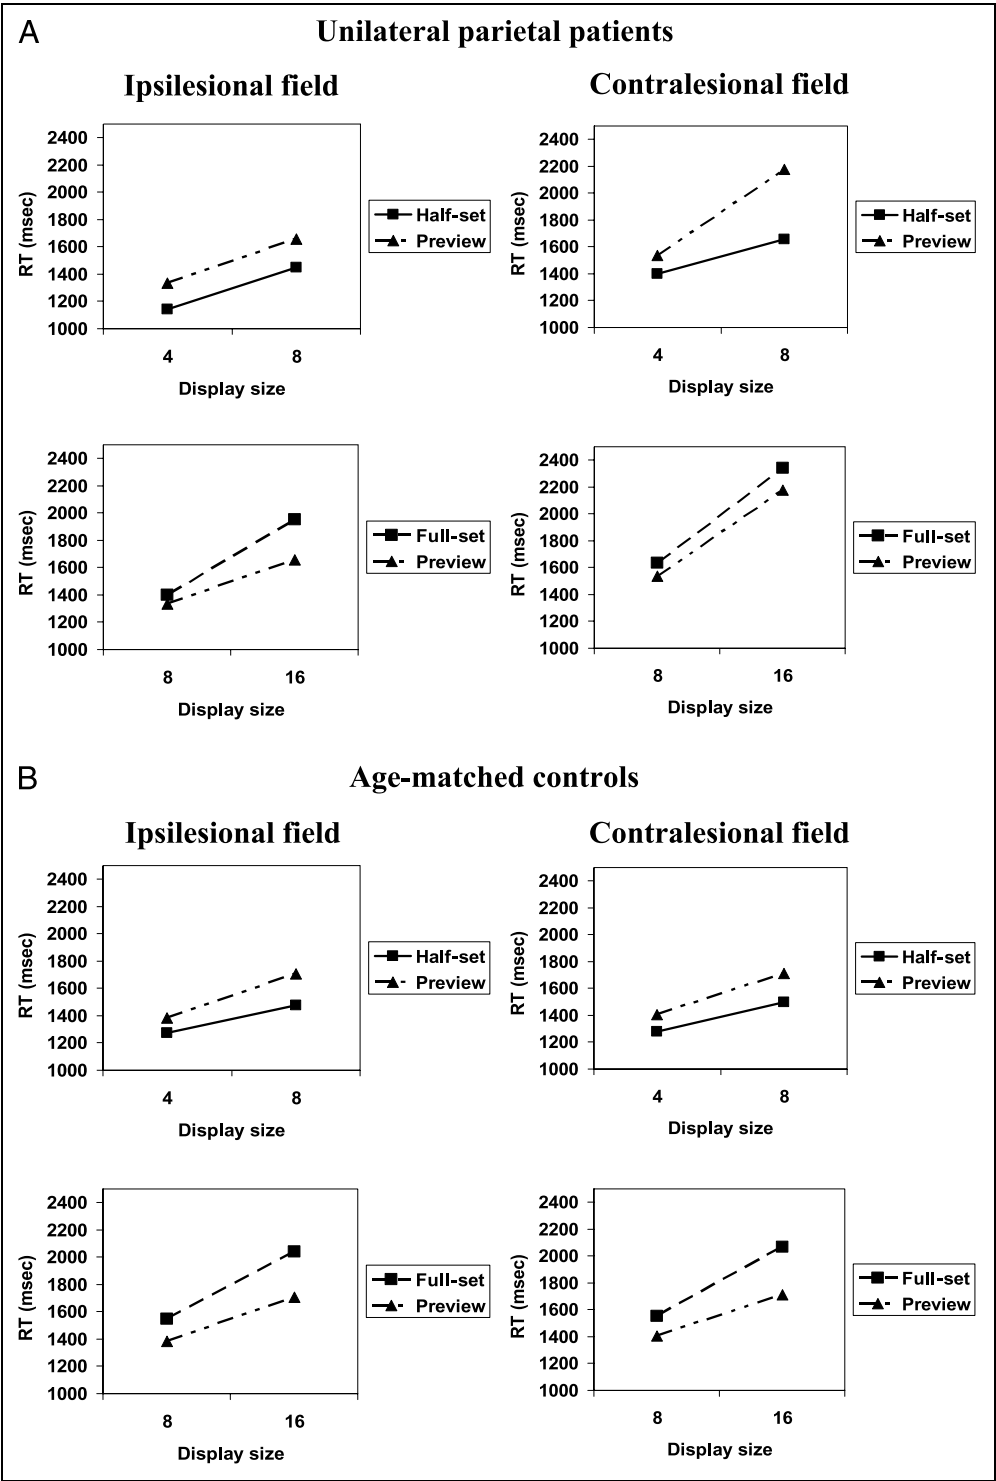 A
Unilateral parietal patients
Ipsilesional field
Contralesional field
2400
2200
2000
1800
1600
1400
1200
1000
RT (msec)
4 8
Display size
Half-set
Preview
2400
2200
2000
1800
1600
1400
1200
1000
RT (msec)
4 8
Display size
Half-set
Preview
2400
2200
2000
1800
1600
1400
1200
1000
RT (msec)
8 16
Display size
Full-set
Preview
2400
2200
2000
1800
1600
1400
1200
1000
RT (msec)
8 16
Display size
Full-set
Preview
B
Age-matched controls
Ipsilesional field
Contralesional field
2400
2200
2000
1800
1600
1400
1200
1000
RT (msec)
4 8
Display size
Half-set
Preview
2400
2200
2000
1800
1600
1400
1200
1000
RT (msec)
4 8
Display size
Half-set
Preview
2400
2200
2000
1800
1600
1400
1200
1000
RT (msec)
8 16
Display size
Full-set
Preview
2400
2200
2000
1800
1600
1400
1200
1000
RT (msec)
8 16
Display size
Full-set
Preview